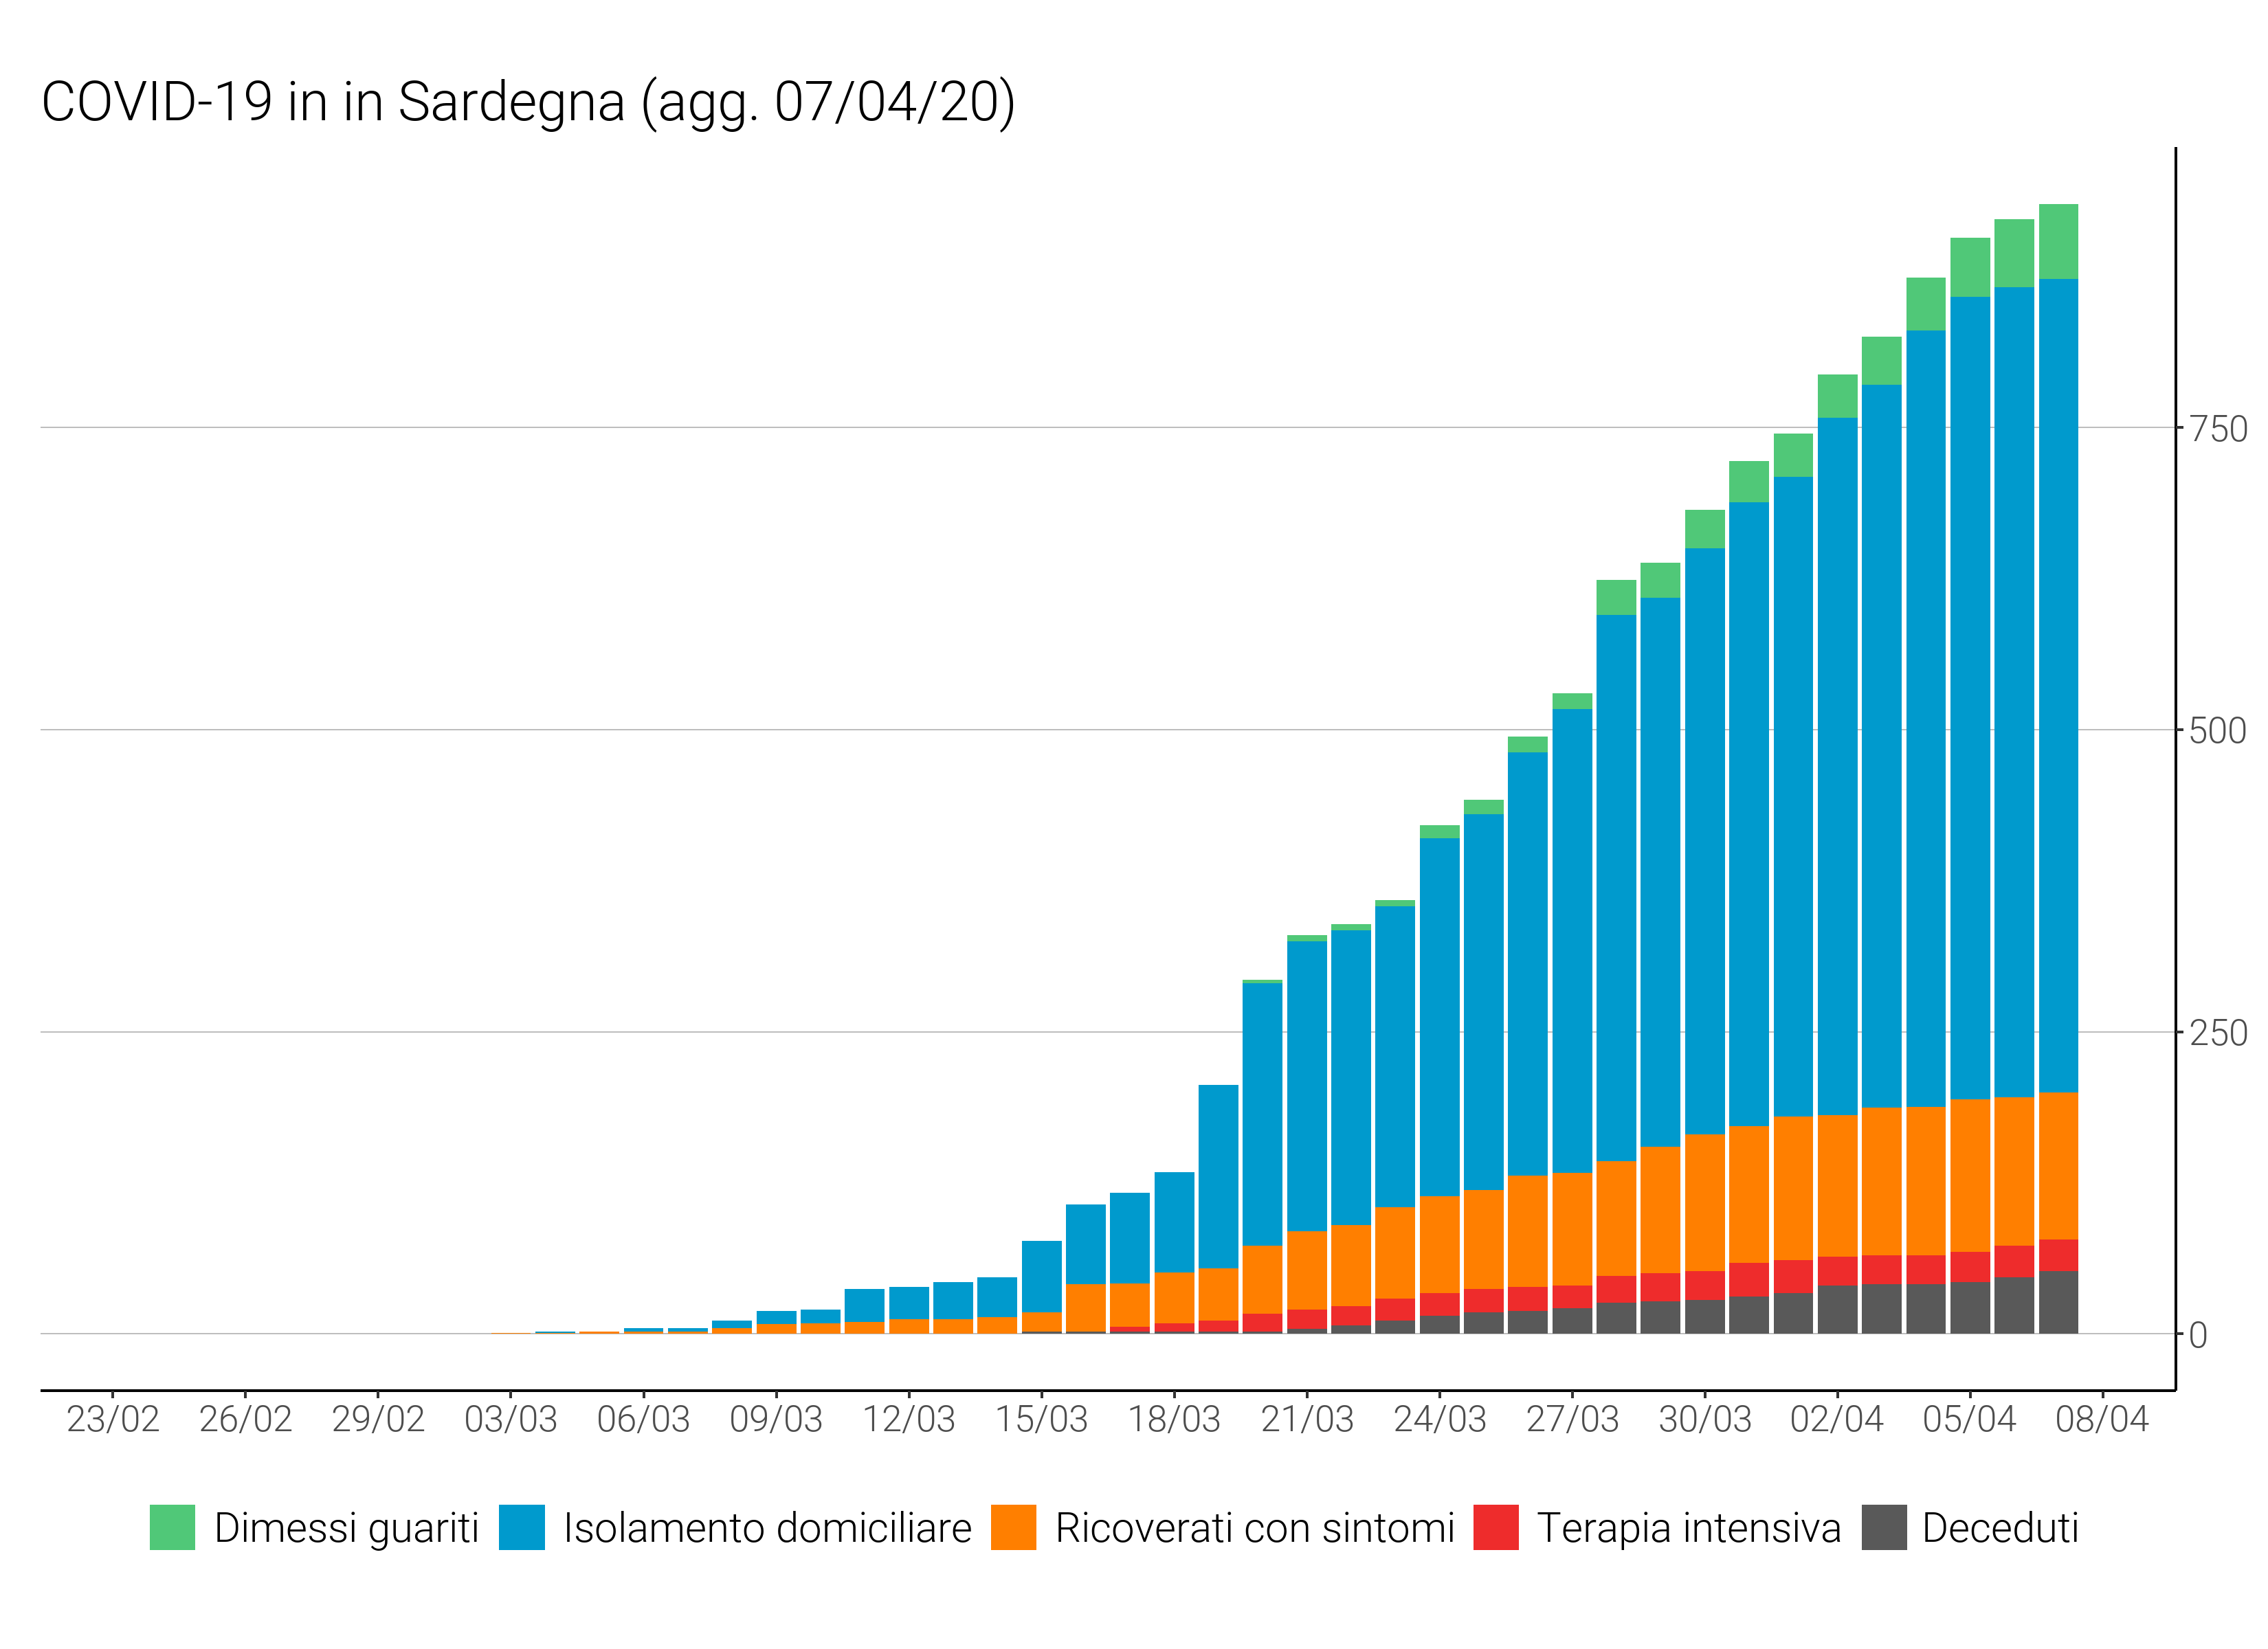 COVID-19 in in Sardegna (agg. 07/04/20)
750
500
250
0
23/02 26/02 29/02 03/03 06/03 09/03 12/03 15/03 18/03 21/03 24/03 27/03 30/03 02/04 05/04 08/04
Dimessi guariti Isolamento domiciliare Ricoverati con sintomi Terapia intensiva Deceduti